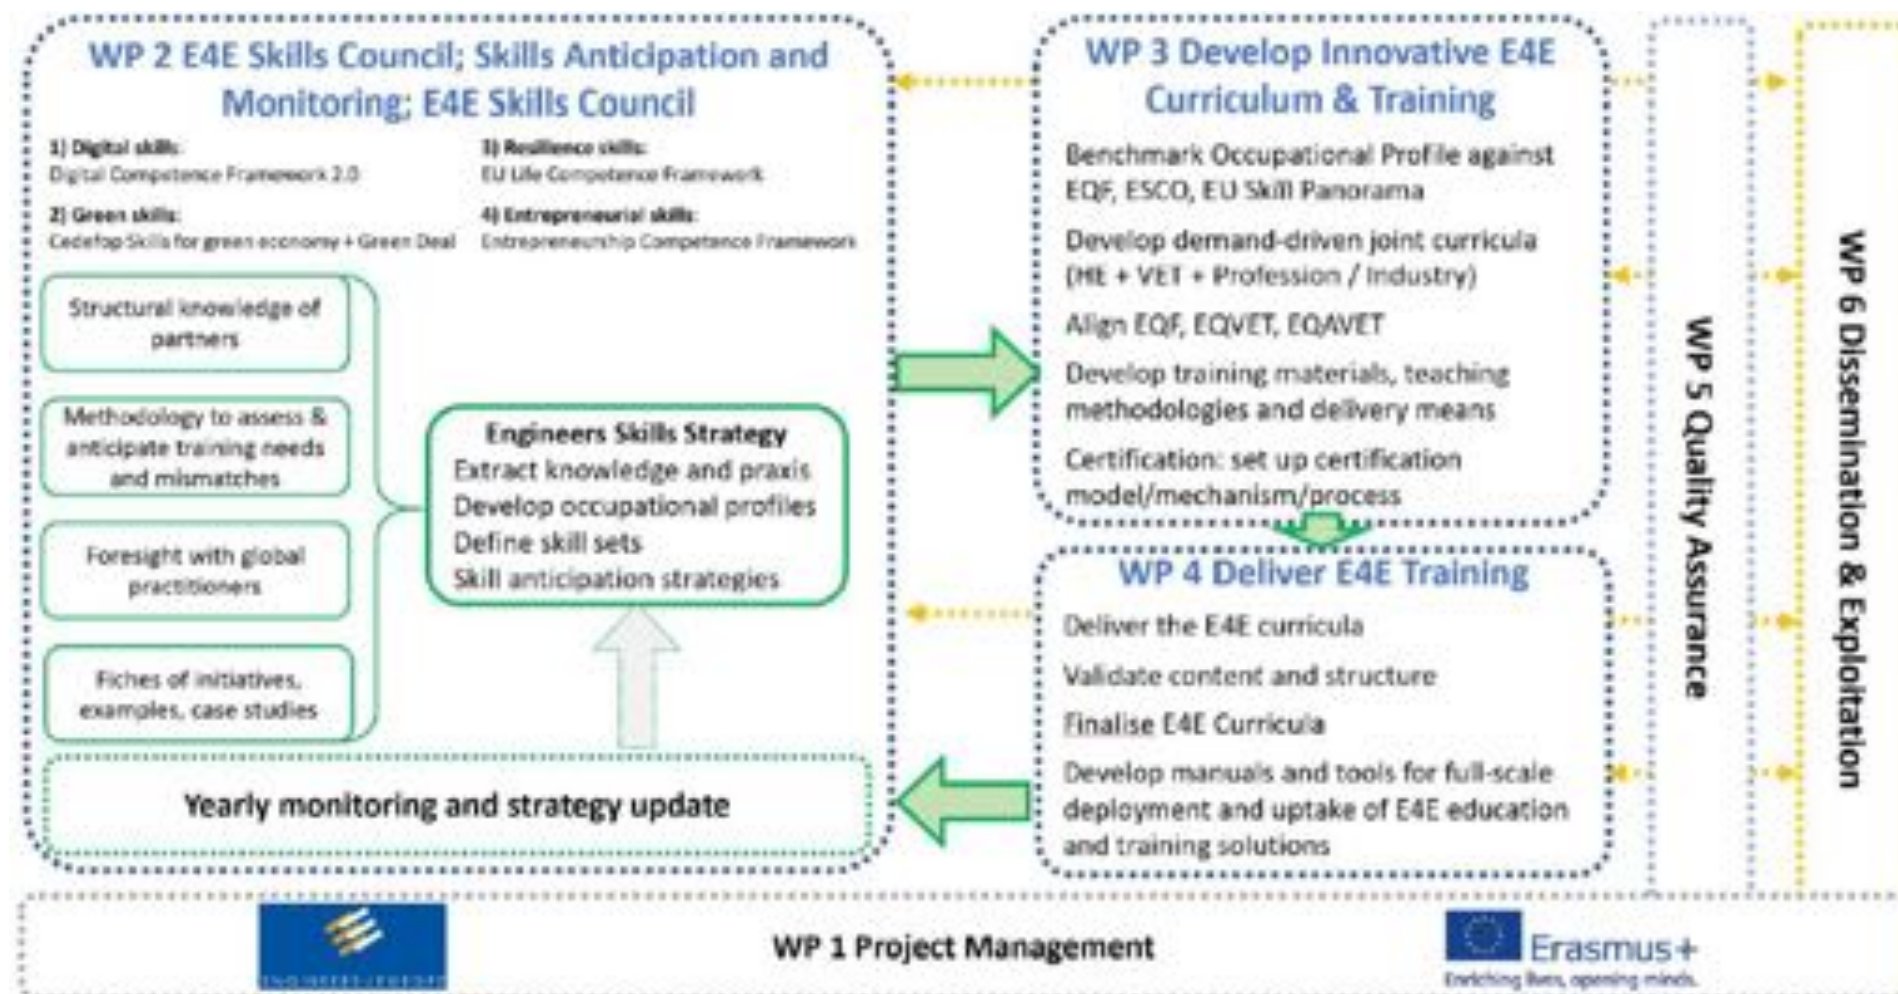 WP 2 E4E Skills Council; Skills Anticipation and
Monitoring; E4E Skills Council
1) Digital skills:
Digital Competence Framework 2.0
2) Green skills:
Cedefop Skills for green economy + Green Deal
3) Resilience skills:
EU Life Competence Framework
4) Entrepreneurial skills:
Entrepreneurship Competence Framework
Structural knowledge of
partners
Methodology to assess &
anticipate training needs
and mismatches
Foresight with global
practitioners
Fiches of initiatives,
examples, case studies
Engineers Skills Strategy
Extract knowledge and praxis
Develop occupational profiles
Define skill sets
Skill anticipation strategies
Yearly monitoring and strategy update
WP 3 Develop Innovative E4E
Curriculum & Training
Benchmark Occupational Profile against
EQF, ESCO, EU Skill Panorama
Develop demand-driven joint curricula
(HE + VET + Profession / Industry)
Align EQF, EQVET, EQAVET
Develop training materials, teaching
methodologies and delivery means
Certification: set up certification
model/mechanism/process
WP 4 Deliver E4E Training
Deliver the E4E curricula
Validate content and structure
Finalise E4E Curricula
Develop manuals and tools for full-scale
deployment and uptake of E4E education
and training solutions
WP 5 Quality Assurance
WP 6 Dissemination & Exploitation
ENGINEERS EUROPE
WP 1 Project Management
Erasmus+
Enriching lives, opening minds.